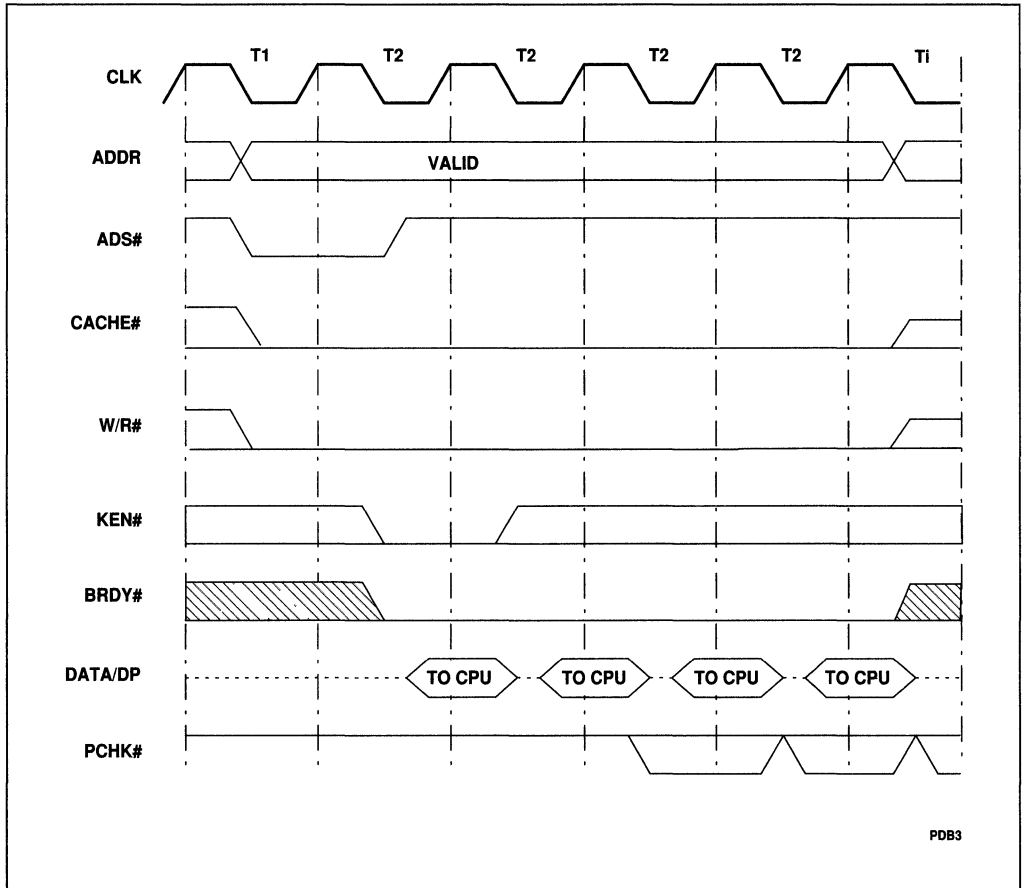 T1 T2 T2 T2 T2 Ti
CLK
ADDR VALID
ADS#
CACHE#
W/R#
KEN#
BRDY#
DATA/DP TO CPU TO CPU TO CPU TO CPU
PCHK#
PDB3